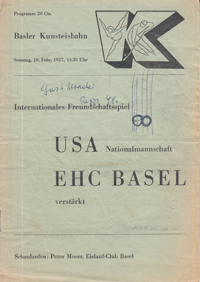 Programm 20 Cts.
Basler Kunsteisbahn
Sonntag, 10. Febr. 1957, 14.30 Uhr
K
Internationales Freundschaftsspiel
USA Nationalmannschaft
EHC BASEL
verstärkt
Schaulaufen: Peter Moser, Eislauf-Club Basel